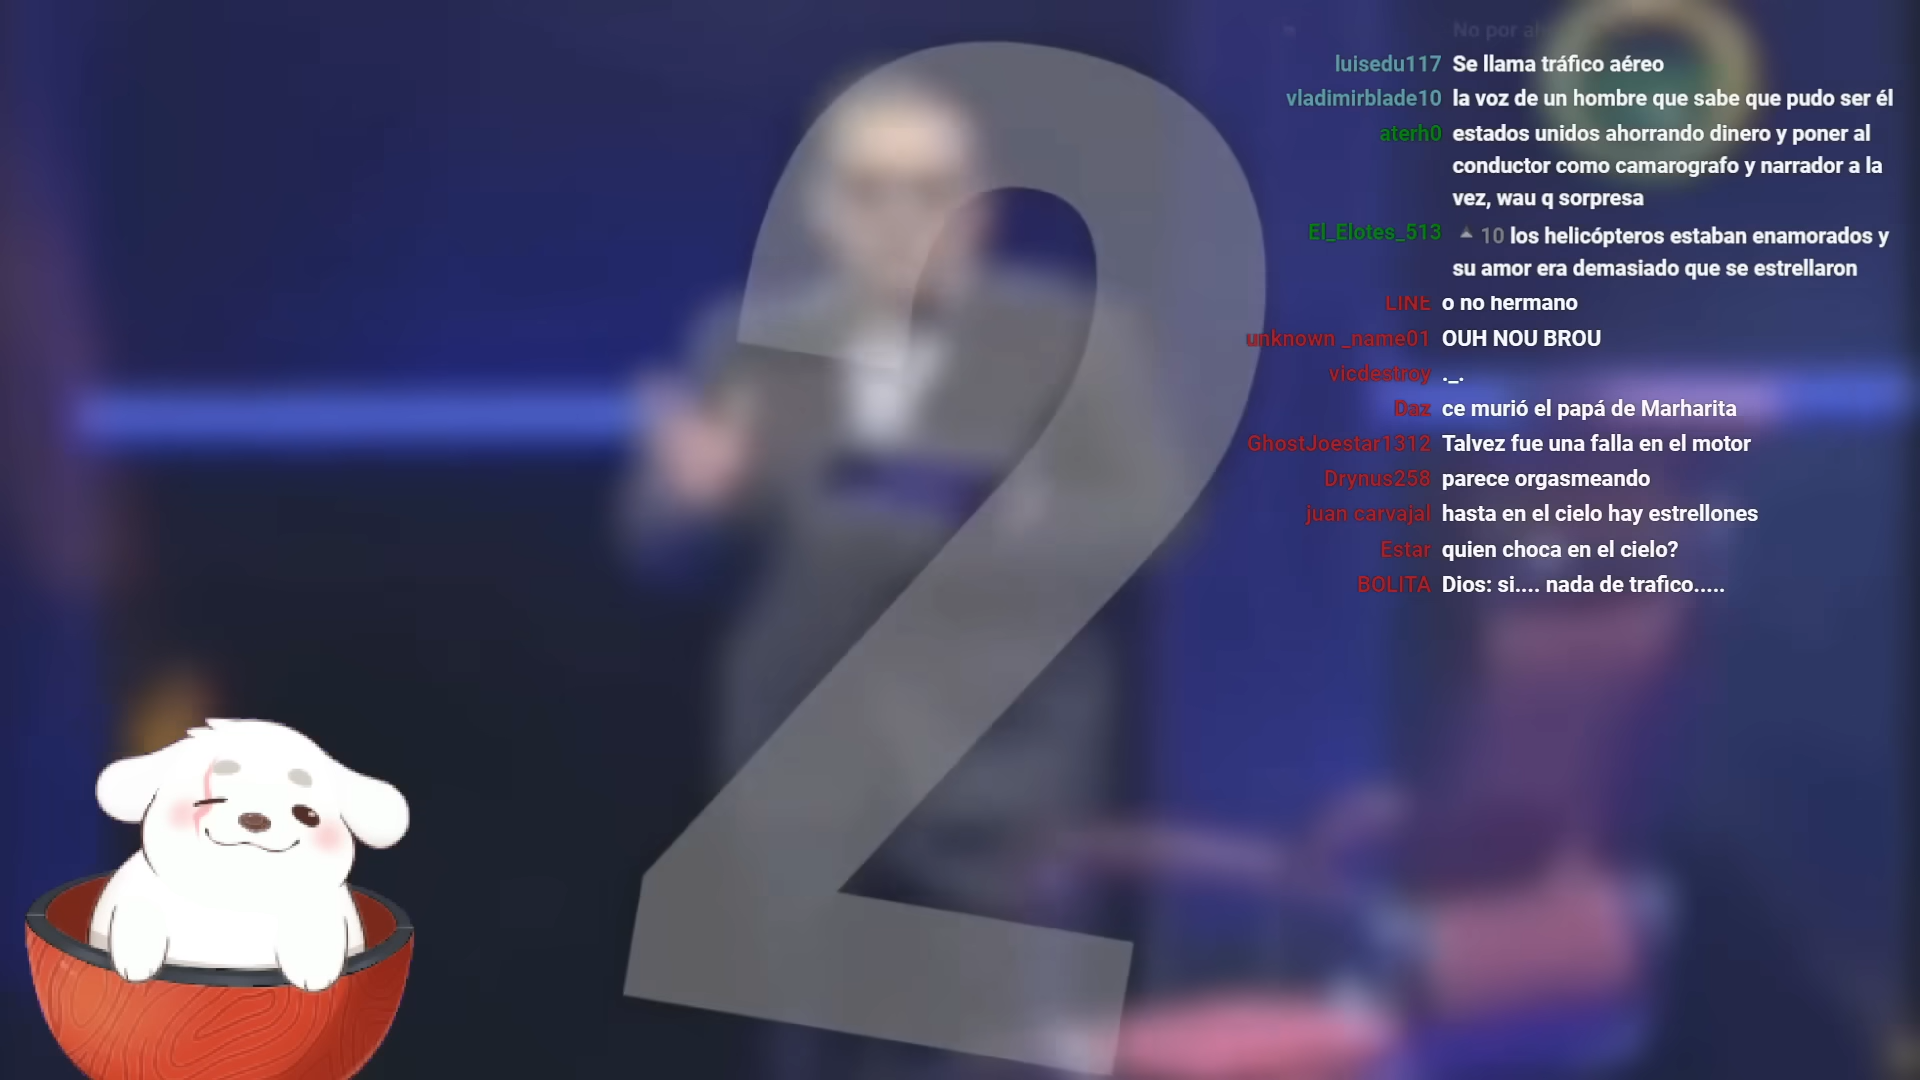 No por
luisedu117 Se llama tráfico aéreo
vladimirblade10 la voz de un hombre que sabe que pudo ser él
aterh0 estados unidos ahorrando dinero y poner al
conductor como camarografo y narrador a la
vez, wau q sorpresa
El_Elotes_513 10 los helicópteros estaban enamorados y
su amor era demasiado que se estrellaron
LINE o no hermano
unknown _name01 OUH NOU BROU
vicdestroy ._.
Daz ce murió el papá de Marharita
GhostJoestar1312 Talvez fue una falla en el motor
Drynus258 parece orgasmeando
juan carvajal hasta en el cielo hay estrellones
Estar quien choca en el cielo?
BOLITA Dios: si.... nada de trafico.....
2